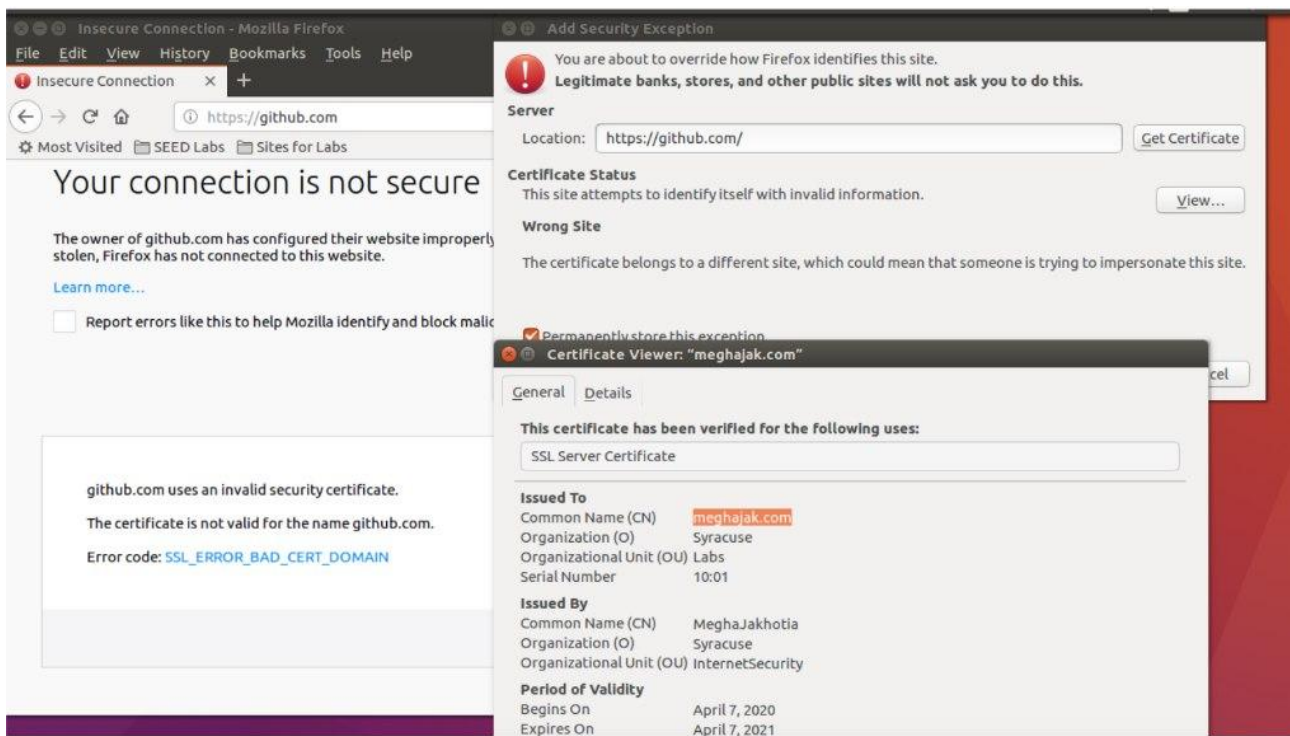 Insecure Connection - Mozilla Firefox
File Edit View History Bookmarks Tools Help
Insecure Connection
https://github.com
Most Visited SEED Labs Sites for Labs
Your connection is not secure
The owner of github.com has configured their website improperly
stolen, Firefox has not connected to this website.
Learn more...
Report errors like this to help Mozilla identify and block malic
github.com uses an invalid security certificate.
The certificate is not valid for the name github.com.
Error code: SSL_ERROR_BAD_CERT_DOMAIN
Add Security Exception
You are about to override how Firefox identifies this site.
Legitimate banks, stores, and other public sites will not ask you to do this.
Server
Location: https://github.com/ Get Certificate
Certificate Status
This site attempts to identify itself with invalid information.
View...
Wrong Site
The certificate belongs to a different site, which could mean that someone is trying to impersonate this site.
Permanently store this exception
cel
Certificate Viewer: "meghajak.com"
General Details
This certificate has been verified for the following uses:
SSL Server Certificate
Issued To
Common Name (CN) meghajak.com
Organization (O) Syracuse
Organizational Unit (OU) Labs
Serial Number 10:01
Issued By
Common Name (CN) MeghaJakhotia
Organization (O) Syracuse
Organizational Unit (OU) InternetSecurity
Period of Validity
Begins On April 7, 2020
Expires On April 7, 2021